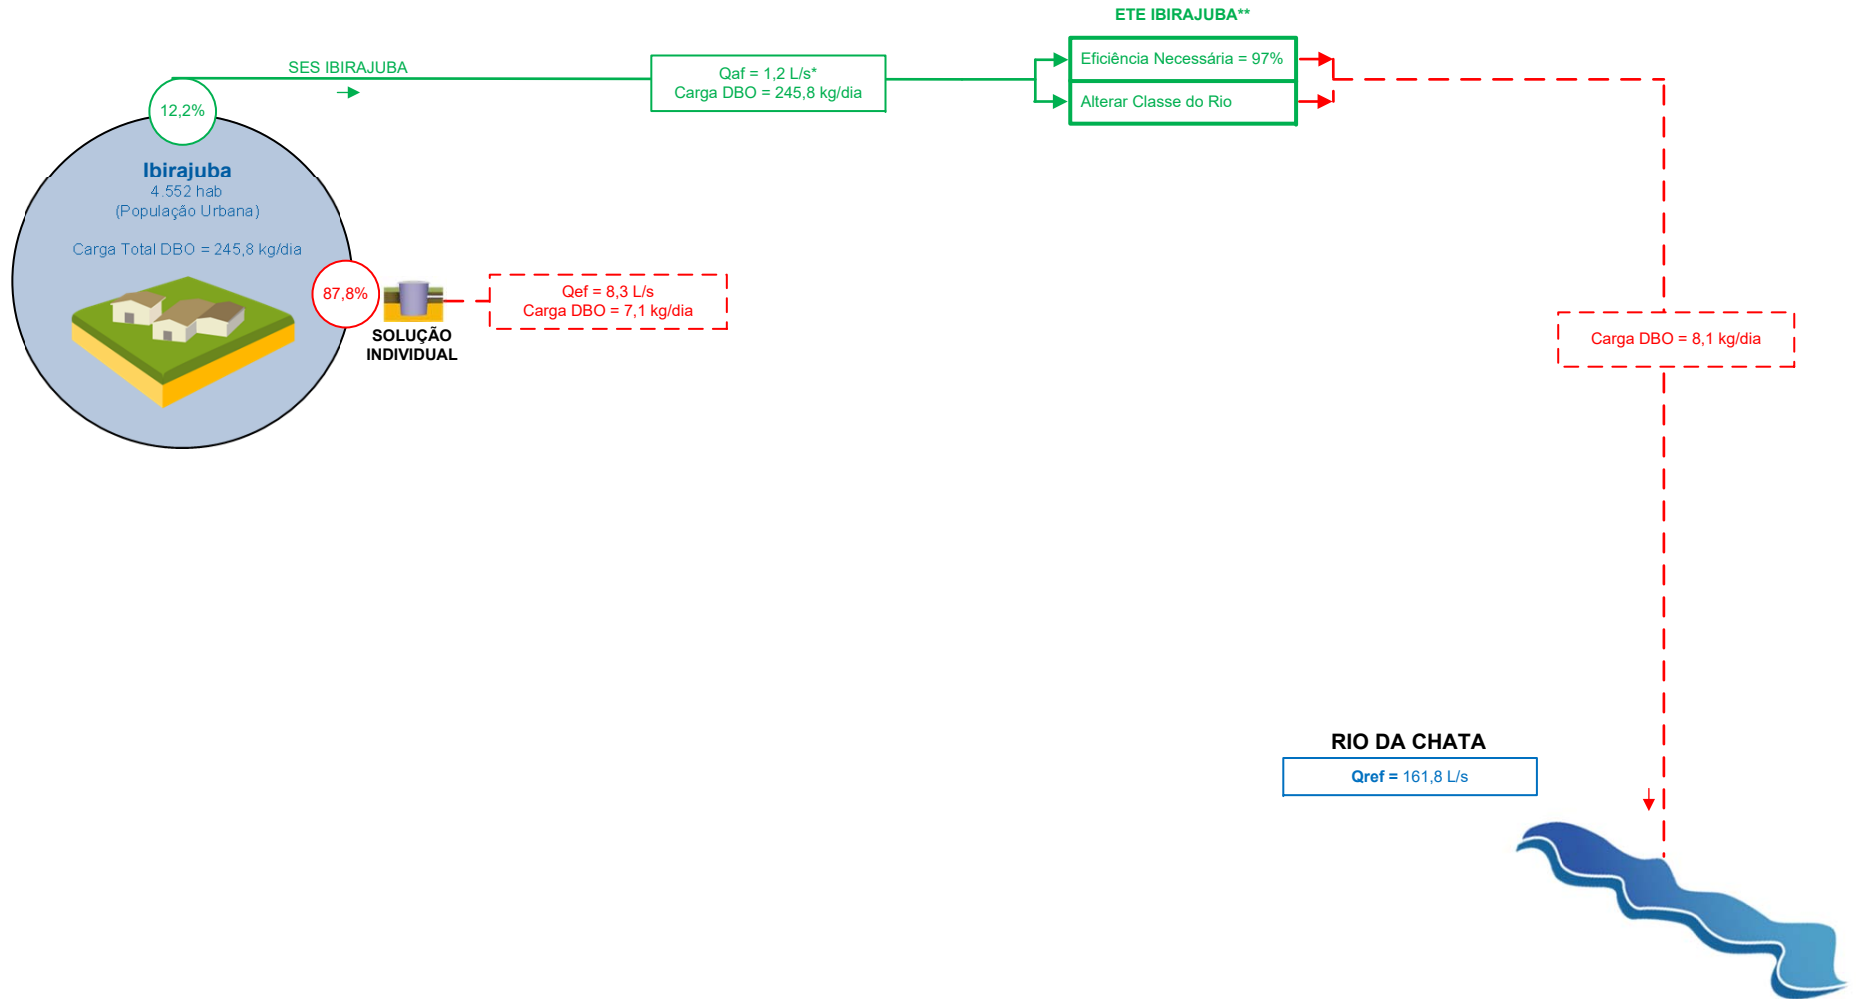 ETE IBIRAJUBA**
SES IBIRAJUBA
Qaf = 1,2 L/s*
Carga DBO = 245,8 kg/dia
Eficiência Necessária = 97%
Alterar Classe do Rio
12,2%
Ibirajuba
4.552 hab
(População Urbana)
Carga Total DBO = 245,8 kg/dia
87,8%
Qef = 8,3 L/s
Carga DBO = 7,1 kg/dia
SOLUÇÃO
INDIVIDUAL
Carga DBO = 8,1 kg/dia
RIO DA CHATA
Qref = 161,8 L/s